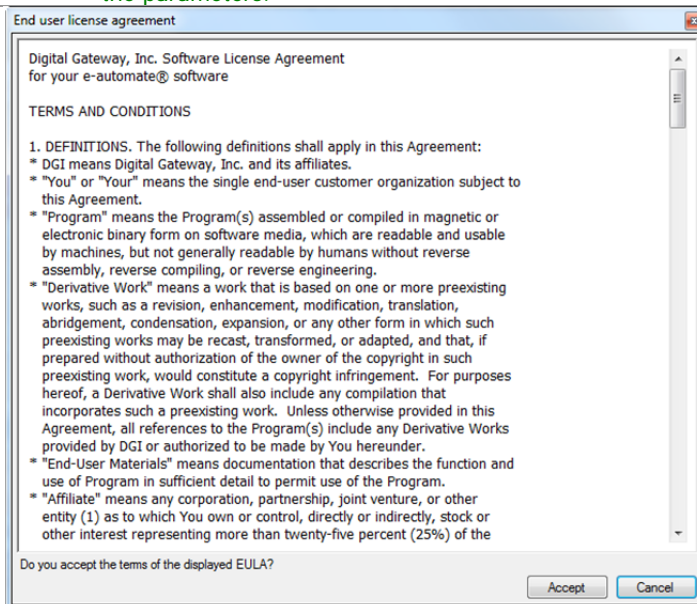 the parameters.
End user license agreement
Digital Gateway, Inc. Software License Agreement
for your e-automate® software
TERMS AND CONDITIONS
1. DEFINITIONS. The following definitions shall apply in this Agreement:
* DGI means Digital Gateway, Inc. and its affiliates.
* "You" or "Your" means the single end-user customer organization subject to
this Agreement.
* "Program" means the Program(s) assembled or compiled in magnetic or
electronic binary form on software media, which are readable and usable
by machines, but not generally readable by humans without reverse
assembly, reverse compiling, or reverse engineering.
* "Derivative Work" means a work that is based on one or more preexisting
works, such as a revision, enhancement, modification, translation,
abridgement, condensation, expansion, or any other form in which such
preexisting works may be recast, transformed, or adapted, and that, if
prepared without authorization of the owner of the copyright in such
preexisting work, would constitute a copyright infringement.  For purposes
hereof, a Derivative Work shall also include any compilation that
incorporates such a preexisting work.  Unless otherwise provided in this
Agreement, all references to the Program(s) include any Derivative Works
provided by DGI or authorized to be made by You hereunder.
* "End-User Materials" means documentation that describes the function and
use of Program in sufficient detail to permit use of the Program.
* "Affiliate" means any corporation, partnership, joint venture, or other
entity (1) as to which You own or control, directly or indirectly, stock or
other interest representing more than twenty-five percent (25%) of the
Do you accept the terms of the displayed EULA?
Accept Cancel